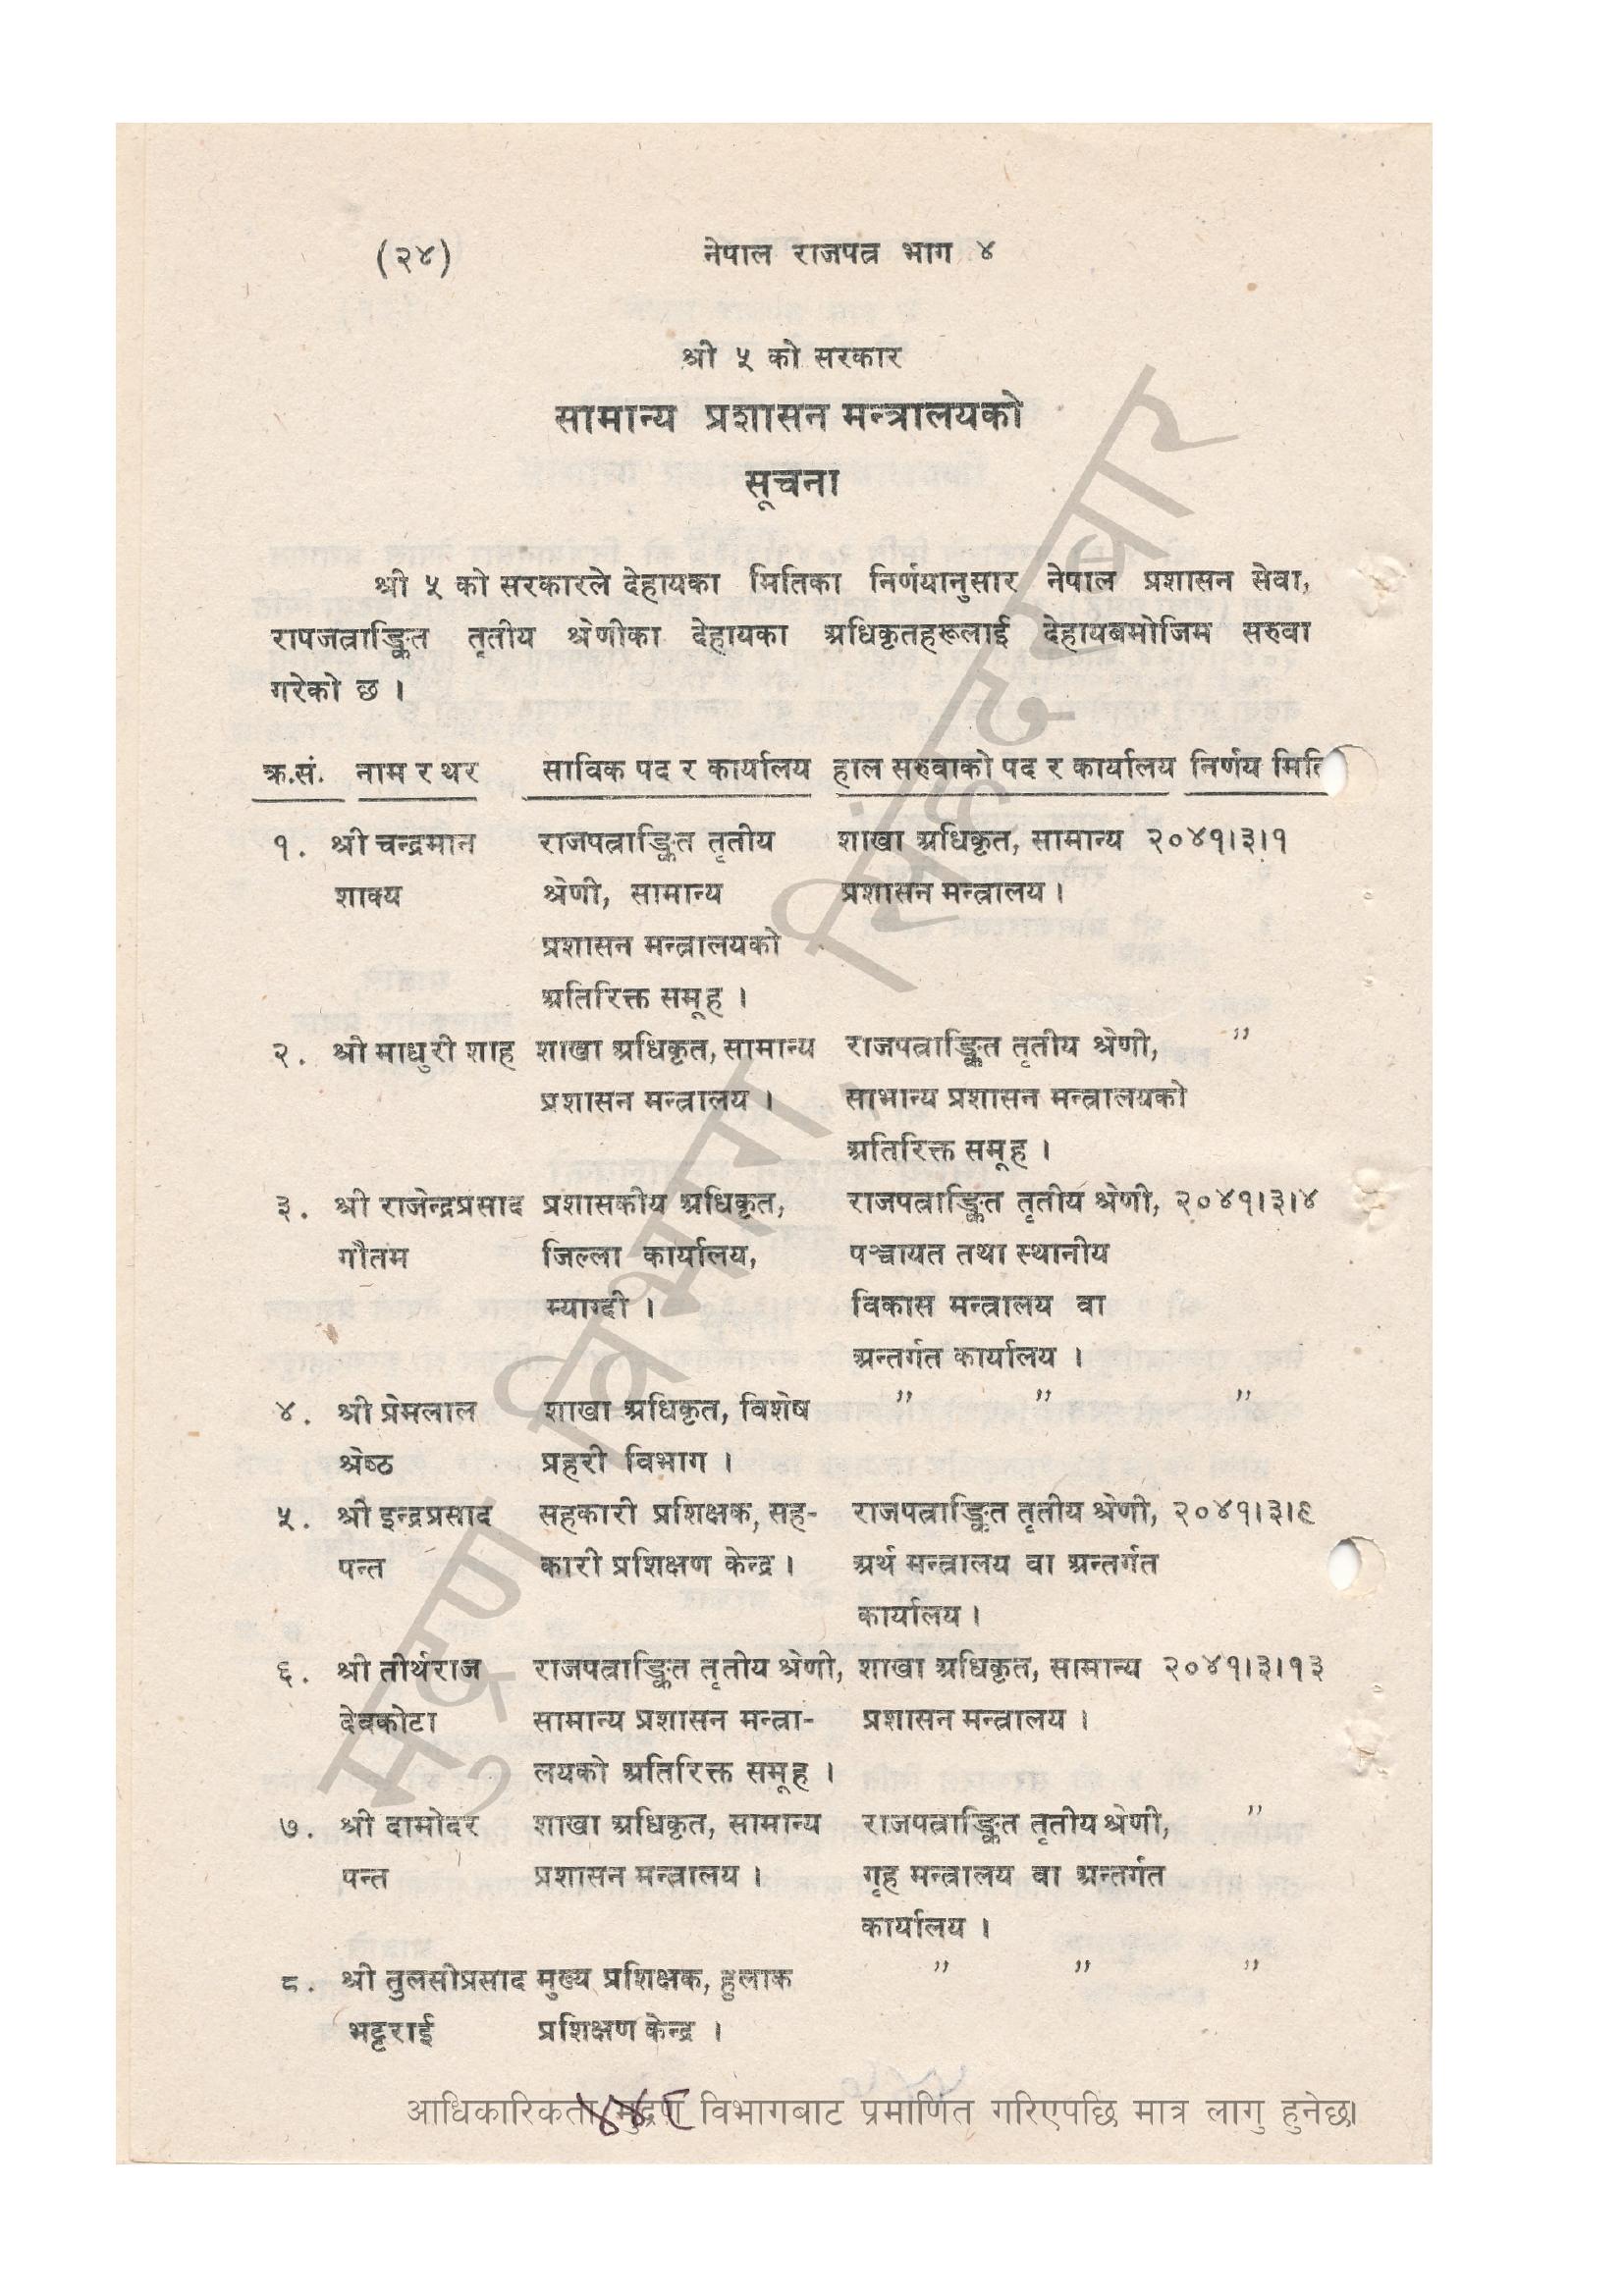 (२४) नेपाल राजपत्र भाग ४
श्री ५ को सरकार
सामान्य प्रशासन मन्त्रालयको
सूचना
श्री ५ को सरकारले देहायका मितिका निर्णयानुसार नेपाल प्रशासन सेवा,
रापजत्राङ्कित तृतीय श्रेणीका देहायका अधिकृतहरूलाई देहायबमोजिम सरुवा
गरेको छ ।
क्र.सं. नाम र थर साविक पद र कार्यालय हाल सरुवाको पद र कार्यालय निर्णय मिति
१. श्री चन्द्रमान राजपत्राङ्कित तृतीय शाखा अधिकृत, सामान्य २०४१।३।१
शाक्य श्रेणी, सामान्य प्रशासन मन्त्रालय ।
प्रशासन मन्त्रालयको
अतिरिक्त समूह ।
२. श्री माधुरी शाह शाखा अधिकृत, सामान्य राजपत्राङ्कित तृतीय श्रेणी, ”
प्रशासन मन्त्रालय । साभान्य प्रशासन मन्त्रालयको
अतिरिक्त समूह ।
३. श्री राजेन्द्रप्रसाद प्रशासकीय अधिकृत, राजपत्राङ्कित तृतीय श्रेणी, २०४१।३।४
गौतम जिल्ला कार्यालय, पञ्चायत तथा स्थानीय
म्याग्दी । विकास मन्त्रालय वा
अन्तर्गत कार्यालय ।
४. श्री प्रेमलाल शाखा अधिकृत, विशेष ” ” ”
श्रेष्ठ प्रहरी विभाग ।
५. श्री इन्द्रप्रसाद सहकारी प्रशिक्षक, सह- राजपत्राङ्कित तृतीय श्रेणी, २०४१।३।९
पन्त कारी प्रशिक्षण केन्द्र । अर्थ मन्त्रालय वा अन्तर्गत
कार्यालय ।
६. श्री तीर्थराज राजपत्राङ्कित तृतीय श्रेणी, शाखा अधिकृत, सामान्य २०४१।३।१३
देवकोटा सामान्य प्रशासन मन्त्रा- प्रशासन मन्त्रालय ।
लयको अतिरिक्त समूह ।
७. श्री दामोदर शाखा अधिकृत, सामान्य राजपत्राङ्कित तृतीय श्रेणी, ”
पन्त प्रशासन मन्त्रालय । गृह मन्त्रालय वा अन्तर्गत
कार्यालय ।
८. श्री तुलसीप्रसाद मुख्य प्रशिक्षक, हुलाक ” ” ”
भट्टराई प्रशिक्षण केन्द्र ।
आधिकारिकता मुद्रण विभागबाट प्रमाणित गरिएपछि मात्र लागु हुनेछ।
मुद्रण विभाग, सिंहदरबार